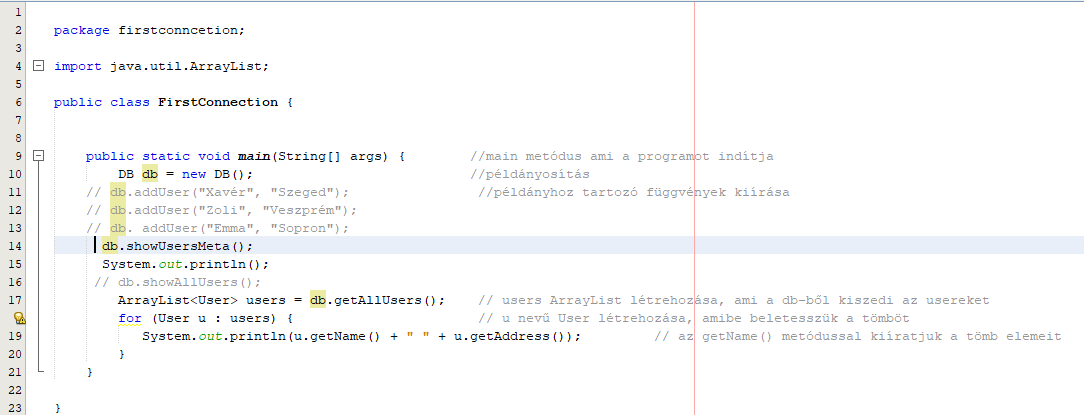 1
2 package firstconncetion;
3
4 import java.util.ArrayList;
5
6 public class FirstConnection {
7
8
9 public static void main(String[] args) { //main metódus ami a programot indítja
10 DB db = new DB(); //példányosítás
11 // db.addUser("Xavér", "Szeged"); //példányhoz tartozó függvények kiírása
12 // db.addUser("Zoli", "Veszprém");
13 // db. addUser("Emma", "Sopron");
14 db.showUsersMeta();
15 System.out.println();
16 // db.showAllUsers();
17 ArrayList<User> users = db.getAllUsers(); // users ArrayList létrehozása, ami a db-ből kiszedi az usereket
for (User u : users) { // u nevű User létrehozása, amibe beletesszük a tömböt
19 System.out.println(u.getName() + " " + u.getAddress()); // az getName() metódussal kiíratjuk a tömb elemeit
20 }
21 }
22
23 }